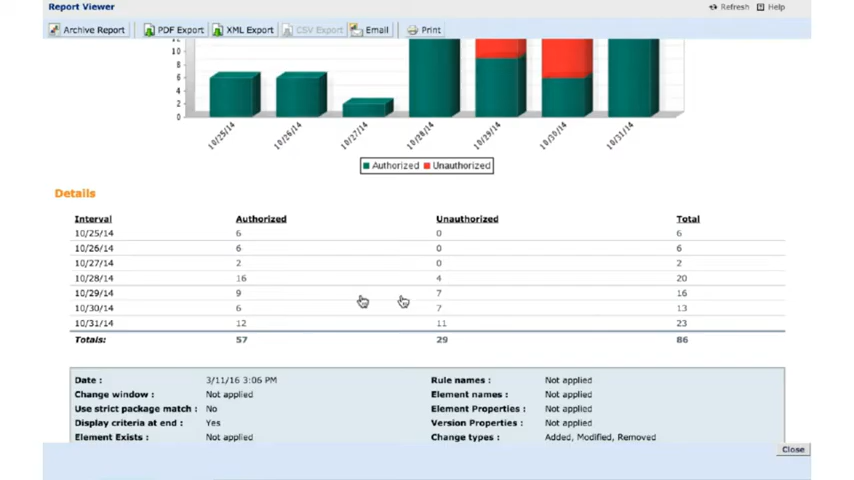 Report Viewer
Refresh Help
Archive Report PDF Export XML Export CSV Export Email Print
10
8
6
4
2
0
10/25/14 10/26/14 10/27/14 10/28/14 10/29/14 10/30/14 10/31/14
Authorized Unauthorized
Details
Interval Authorized Unauthorized Total
10/25/14 6 0 6
10/26/14 6 0 6
10/27/14 2 0 2
10/28/14 16 4 20
10/29/14 9 7 16
10/30/14 6 7 13
10/31/14 12 11 23
Totals: 57 29 86
Date : 3/11/16 3:06 PM Rule names : Not applied
Change window : Not applied Element names : Not applied
Use strict package match : No Element Properties : Not applied
Display criteria at end : Yes Version Properties : Not applied
Element Exists : Not applied Change types : Added, Modified, Removed
Close